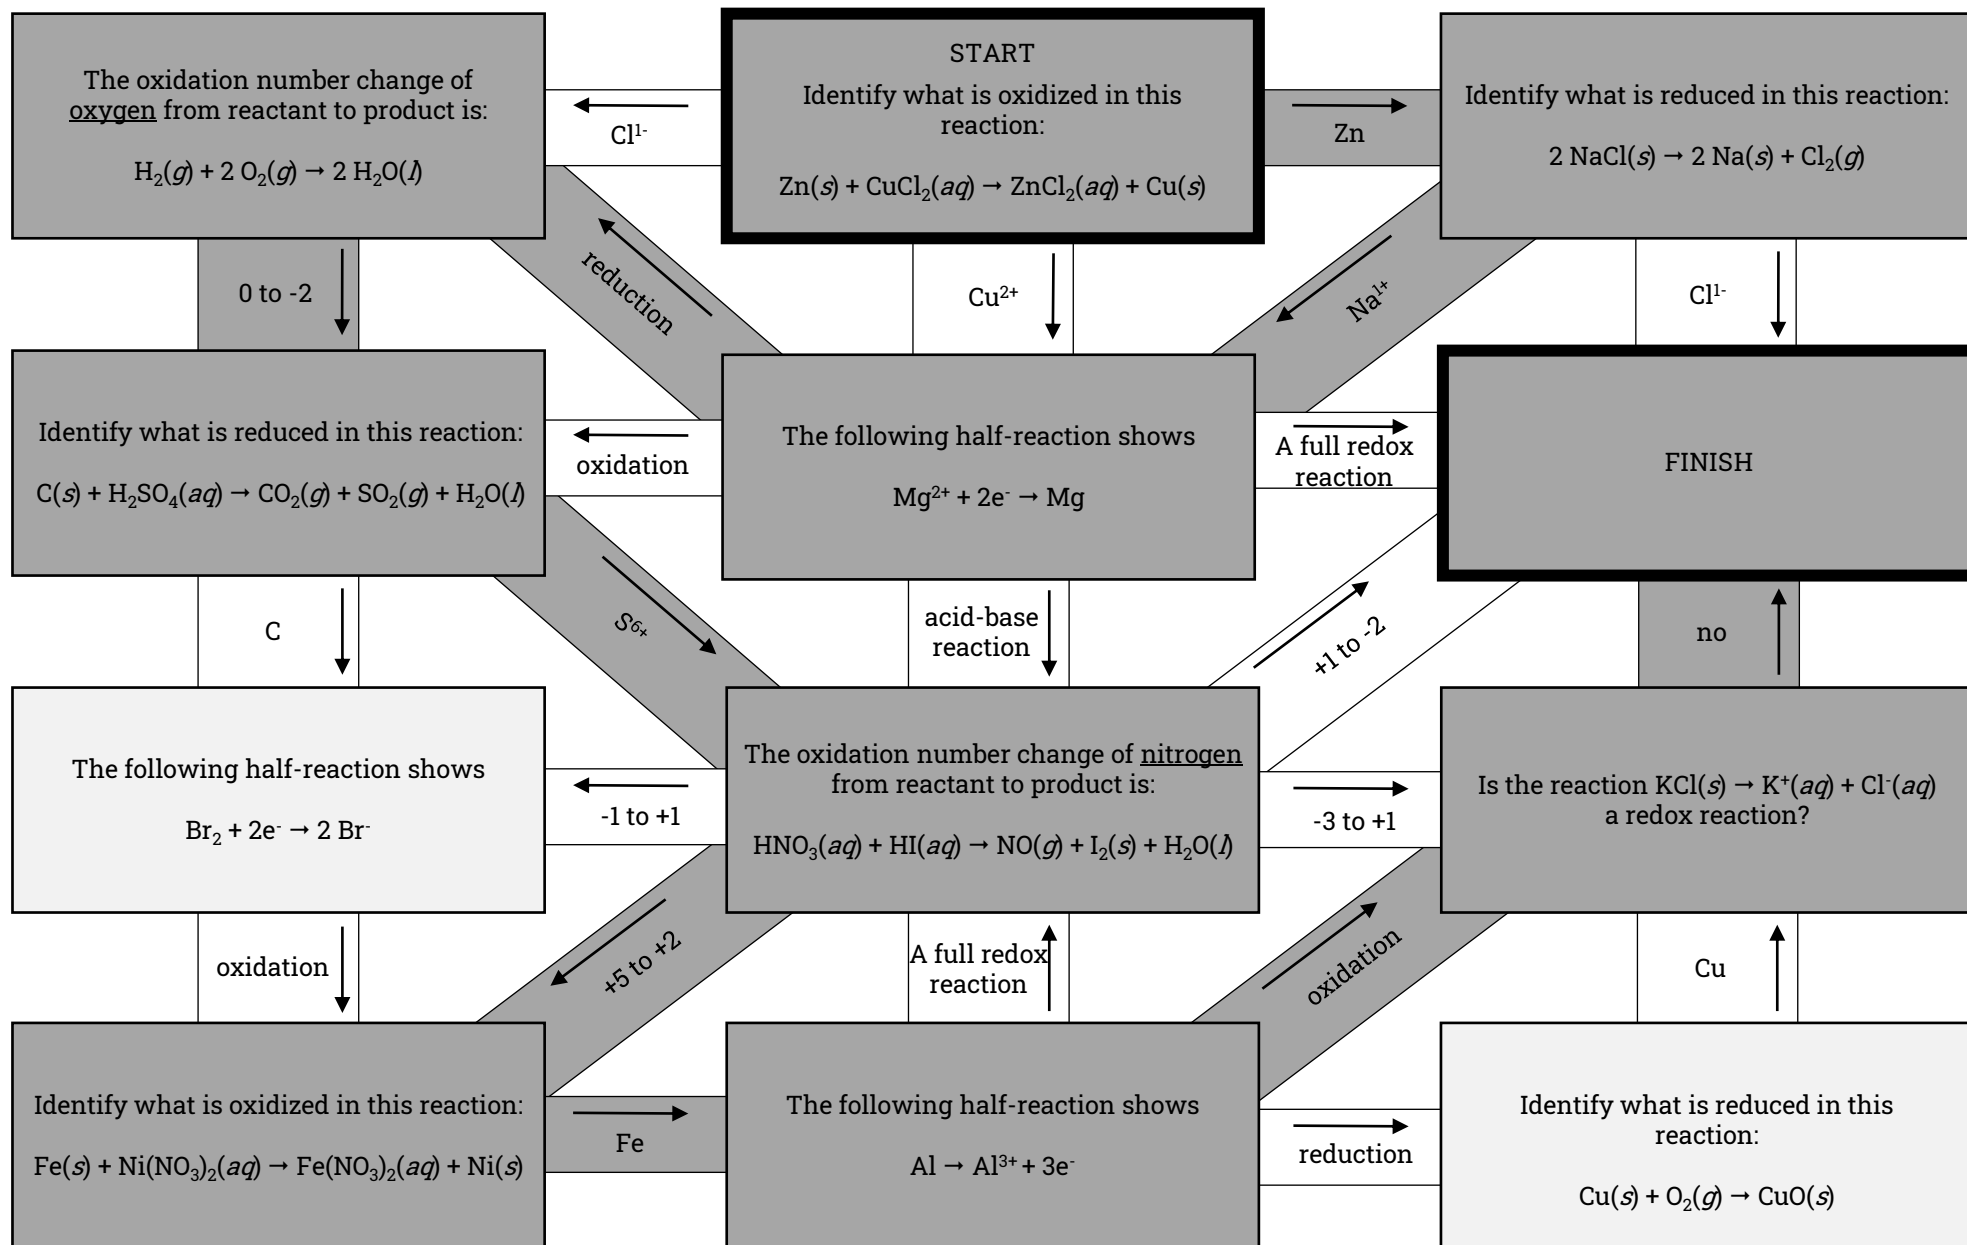 The oxidation number change of
oxygen from reactant to product is:
H₂(g) + 2 O₂(g) → 2 H₂O(l)
Cl¹⁻
START
Identify what is oxidized in this
reaction:
Zn(s) + CuCl₂(aq) → ZnCl₂(aq) + Cu(s)
Zn
Identify what is reduced in this reaction:
2 NaCl(s) → 2 Na(s) + Cl₂(g)
0 to -2
reduction
Cu²⁺
Na¹⁺
Cl¹⁻
Identify what is reduced in this reaction:
C(s) + H₂SO₄(aq) → CO₂(g) + SO₂(g) + H₂O(l)
oxidation
The following half-reaction shows
Mg²⁺ + 2e⁻ → Mg
A full redox
reaction
FINISH
C
S⁶⁺
acid-base
reaction
+1 to -2
no
The following half-reaction shows
Br₂ + 2e⁻ → 2 Br⁻
-1 to +1
The oxidation number change of nitrogen
from reactant to product is:
HNO₃(aq) + HI(aq) → NO(g) + I₂(s) + H₂O(l)
-3 to +1
Is the reaction KCl(s) → K⁺(aq) + Cl⁻(aq)
a redox reaction?
oxidation
+5 to +2
A full redox
reaction
oxidation
Cu
Identify what is oxidized in this reaction:
Fe(s) + Ni(NO₃)₂(aq) → Fe(NO₃)₂(aq) + Ni(s)
Fe
The following half-reaction shows
Al → Al³⁺ + 3e⁻
reduction
Identify what is reduced in this
reaction:
Cu(s) + O₂(g) → CuO(s)